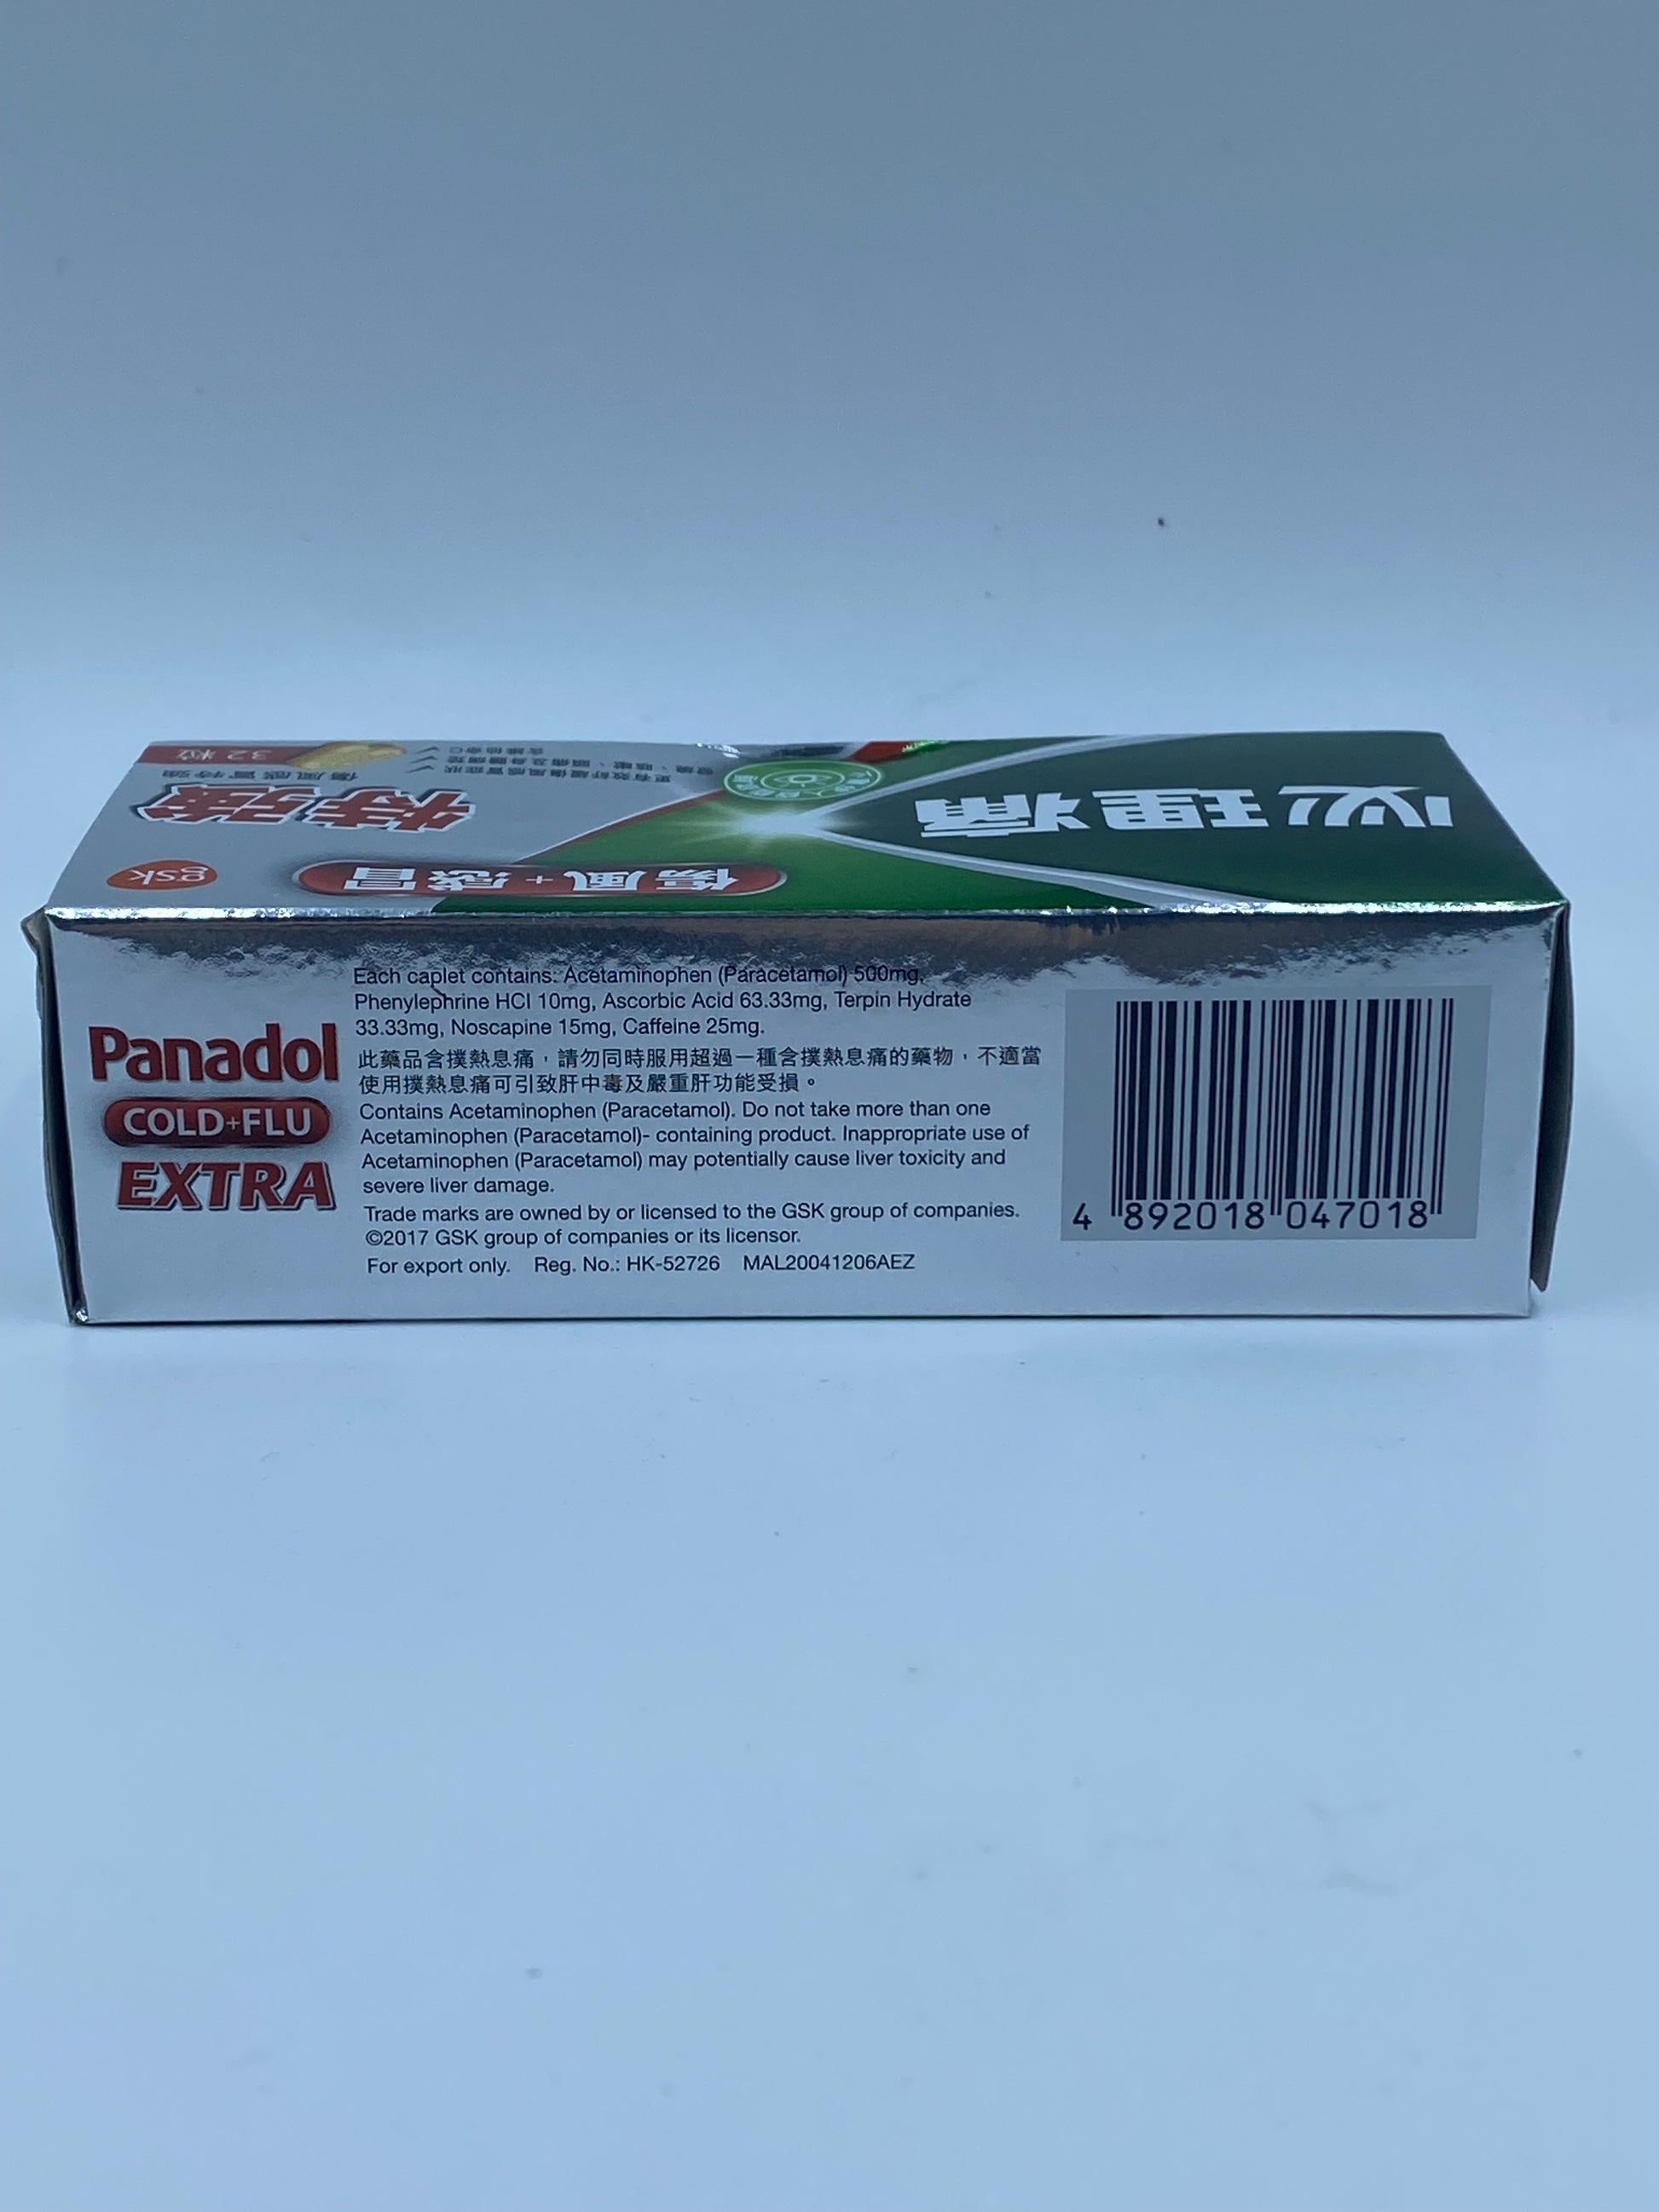 必理痛
傷風+感冒
gsk
特強
傷風感冒特強
32粒
Panadol
COLD+FLU
EXTRA
Each caplet contains: Acetaminophen (Paracetamol) 500mg,
Phenylephrine HCl 10mg, Ascorbic Acid 63.33mg, Terpin Hydrate
33.33mg, Noscapine 15mg, Caffeine 25mg.
此藥品含撲熱息痛，請勿同時服用超過一種含撲熱息痛的藥物，不適當
使用撲熱息痛可引致肝中毒及嚴重肝功能受損。
Contains Acetaminophen (Paracetamol). Do not take more than one
Acetaminophen (Paracetamol)- containing product. Inappropriate use of
Acetaminophen (Paracetamol) may potentially cause liver toxicity and
severe liver damage.
Trade marks are owned by or licensed to the GSK group of companies.
©2017 GSK group of companies or its licensor.
For export only. Reg. No.: HK-52726 MAL20041206AEZ
4 892018 047018